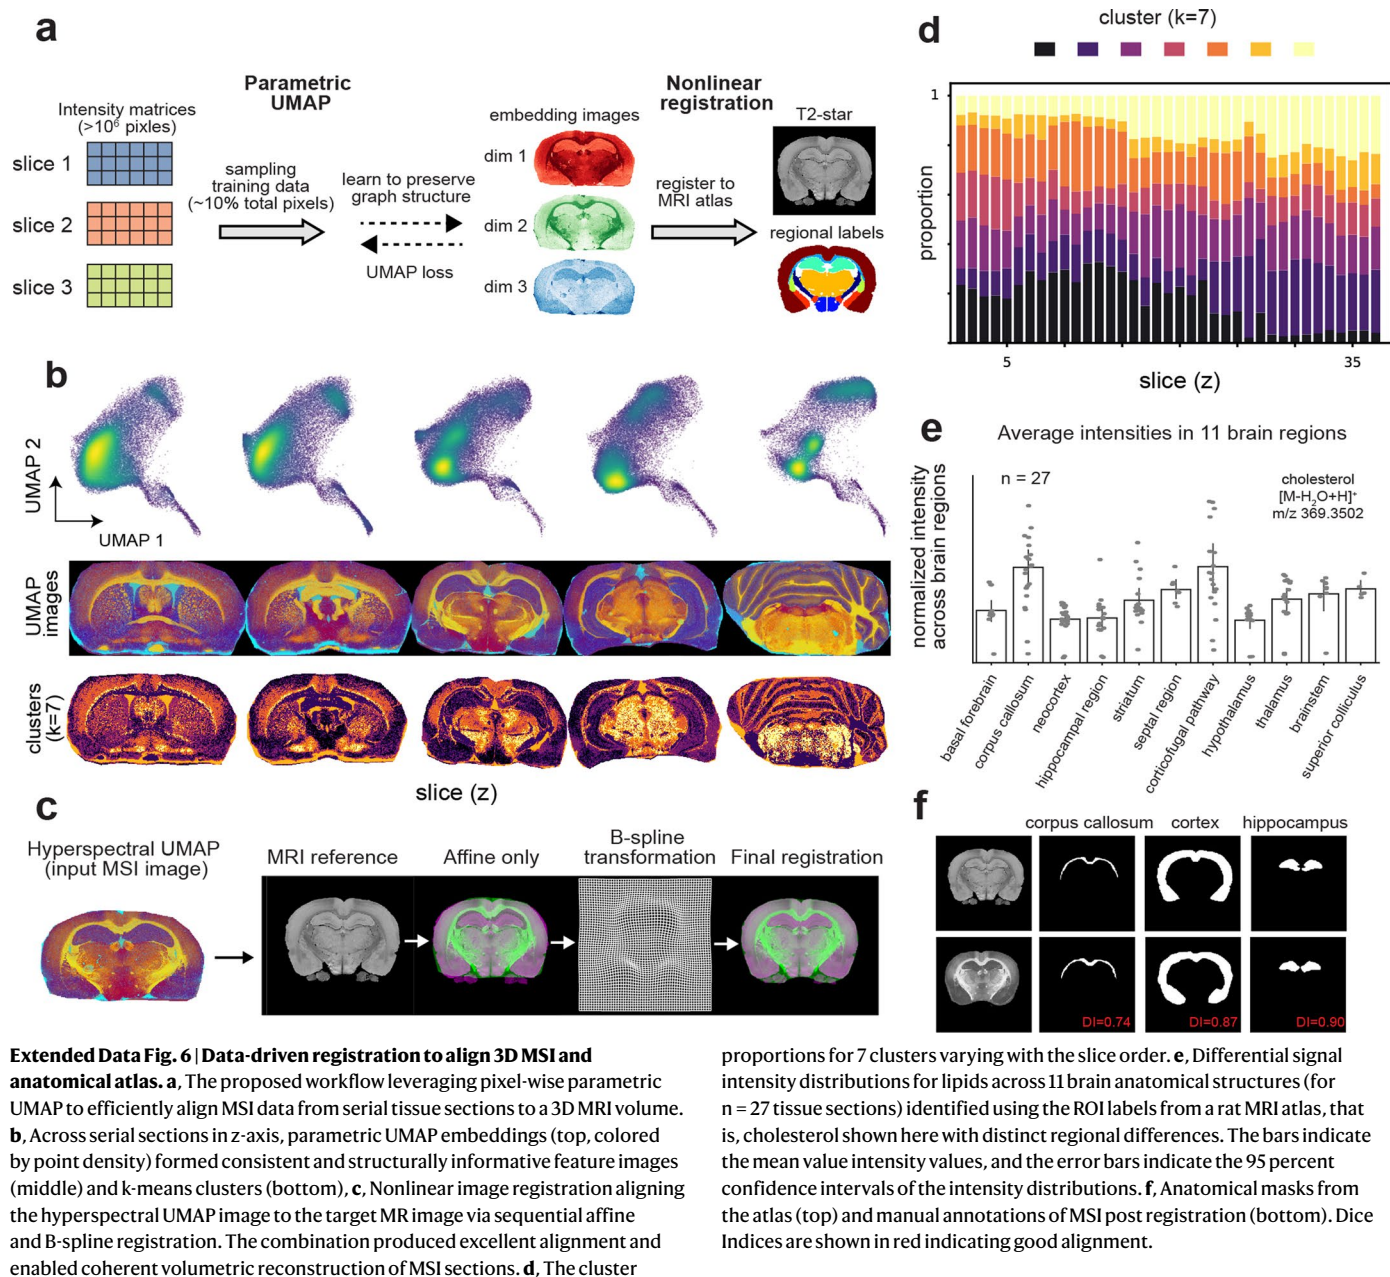 a
Parametric
UMAP
Nonlinear
registration
Intensity matrices
(>10⁶ pixles)
embedding images
T2-star
slice 1
slice 2
slice 3
sampling
training data
(~10% total pixels)
learn to preserve
graph structure
UMAP loss
dim 1
dim 2
dim 3
register to
MRI atlas
regional labels
d
cluster (k=7)
1
proportion
5
35
slice (z)
b
UMAP 2
UMAP 1
UMAP
images
clusters
(k=7)
slice (z)
e
Average intensities in 11 brain regions
n = 27
cholesterol
[M-H₂O+H]⁺
m/z 369.3502
normalized intensity
across brain regions
basal forebrain
corpus callosum
neocortex
hippocampal region
striatum
septal region
corticofugal pathway
hypothalamus
thalamus
brainstem
superior colliculus
c
Hyperspectral UMAP
(input MSI image)
MRI reference
Affine only
B-spline
transformation
Final registration
f
corpus callosum
cortex
hippocampus
DI=0.74
DI=0.87
DI=0.90
Extended Data Fig. 6 | Data-driven registration to align 3D MSI and
anatomical atlas. a, The proposed workflow leveraging pixel-wise parametric
UMAP to efficiently align MSI data from serial tissue sections to a 3D MRI volume.
b, Across serial sections in z-axis, parametric UMAP embeddings (top, colored
by point density) formed consistent and structurally informative feature images
(middle) and k-means clusters (bottom), c, Nonlinear image registration aligning
the hyperspectral UMAP image to the target MR image via sequential affine
and B-spline registration. The combination produced excellent alignment and
enabled coherent volumetric reconstruction of MSI sections. d, The cluster
proportions for 7 clusters varying with the slice order. e, Differential signal
intensity distributions for lipids across 11 brain anatomical structures (for
n = 27 tissue sections) identified using the ROI labels from a rat MRI atlas, that
is, cholesterol shown here with distinct regional differences. The bars indicate
the mean value intensity values, and the error bars indicate the 95 percent
confidence intervals of the intensity distributions. f, Anatomical masks from
the atlas (top) and manual annotations of MSI post registration (bottom). Dice
Indices are shown in red indicating good alignment.